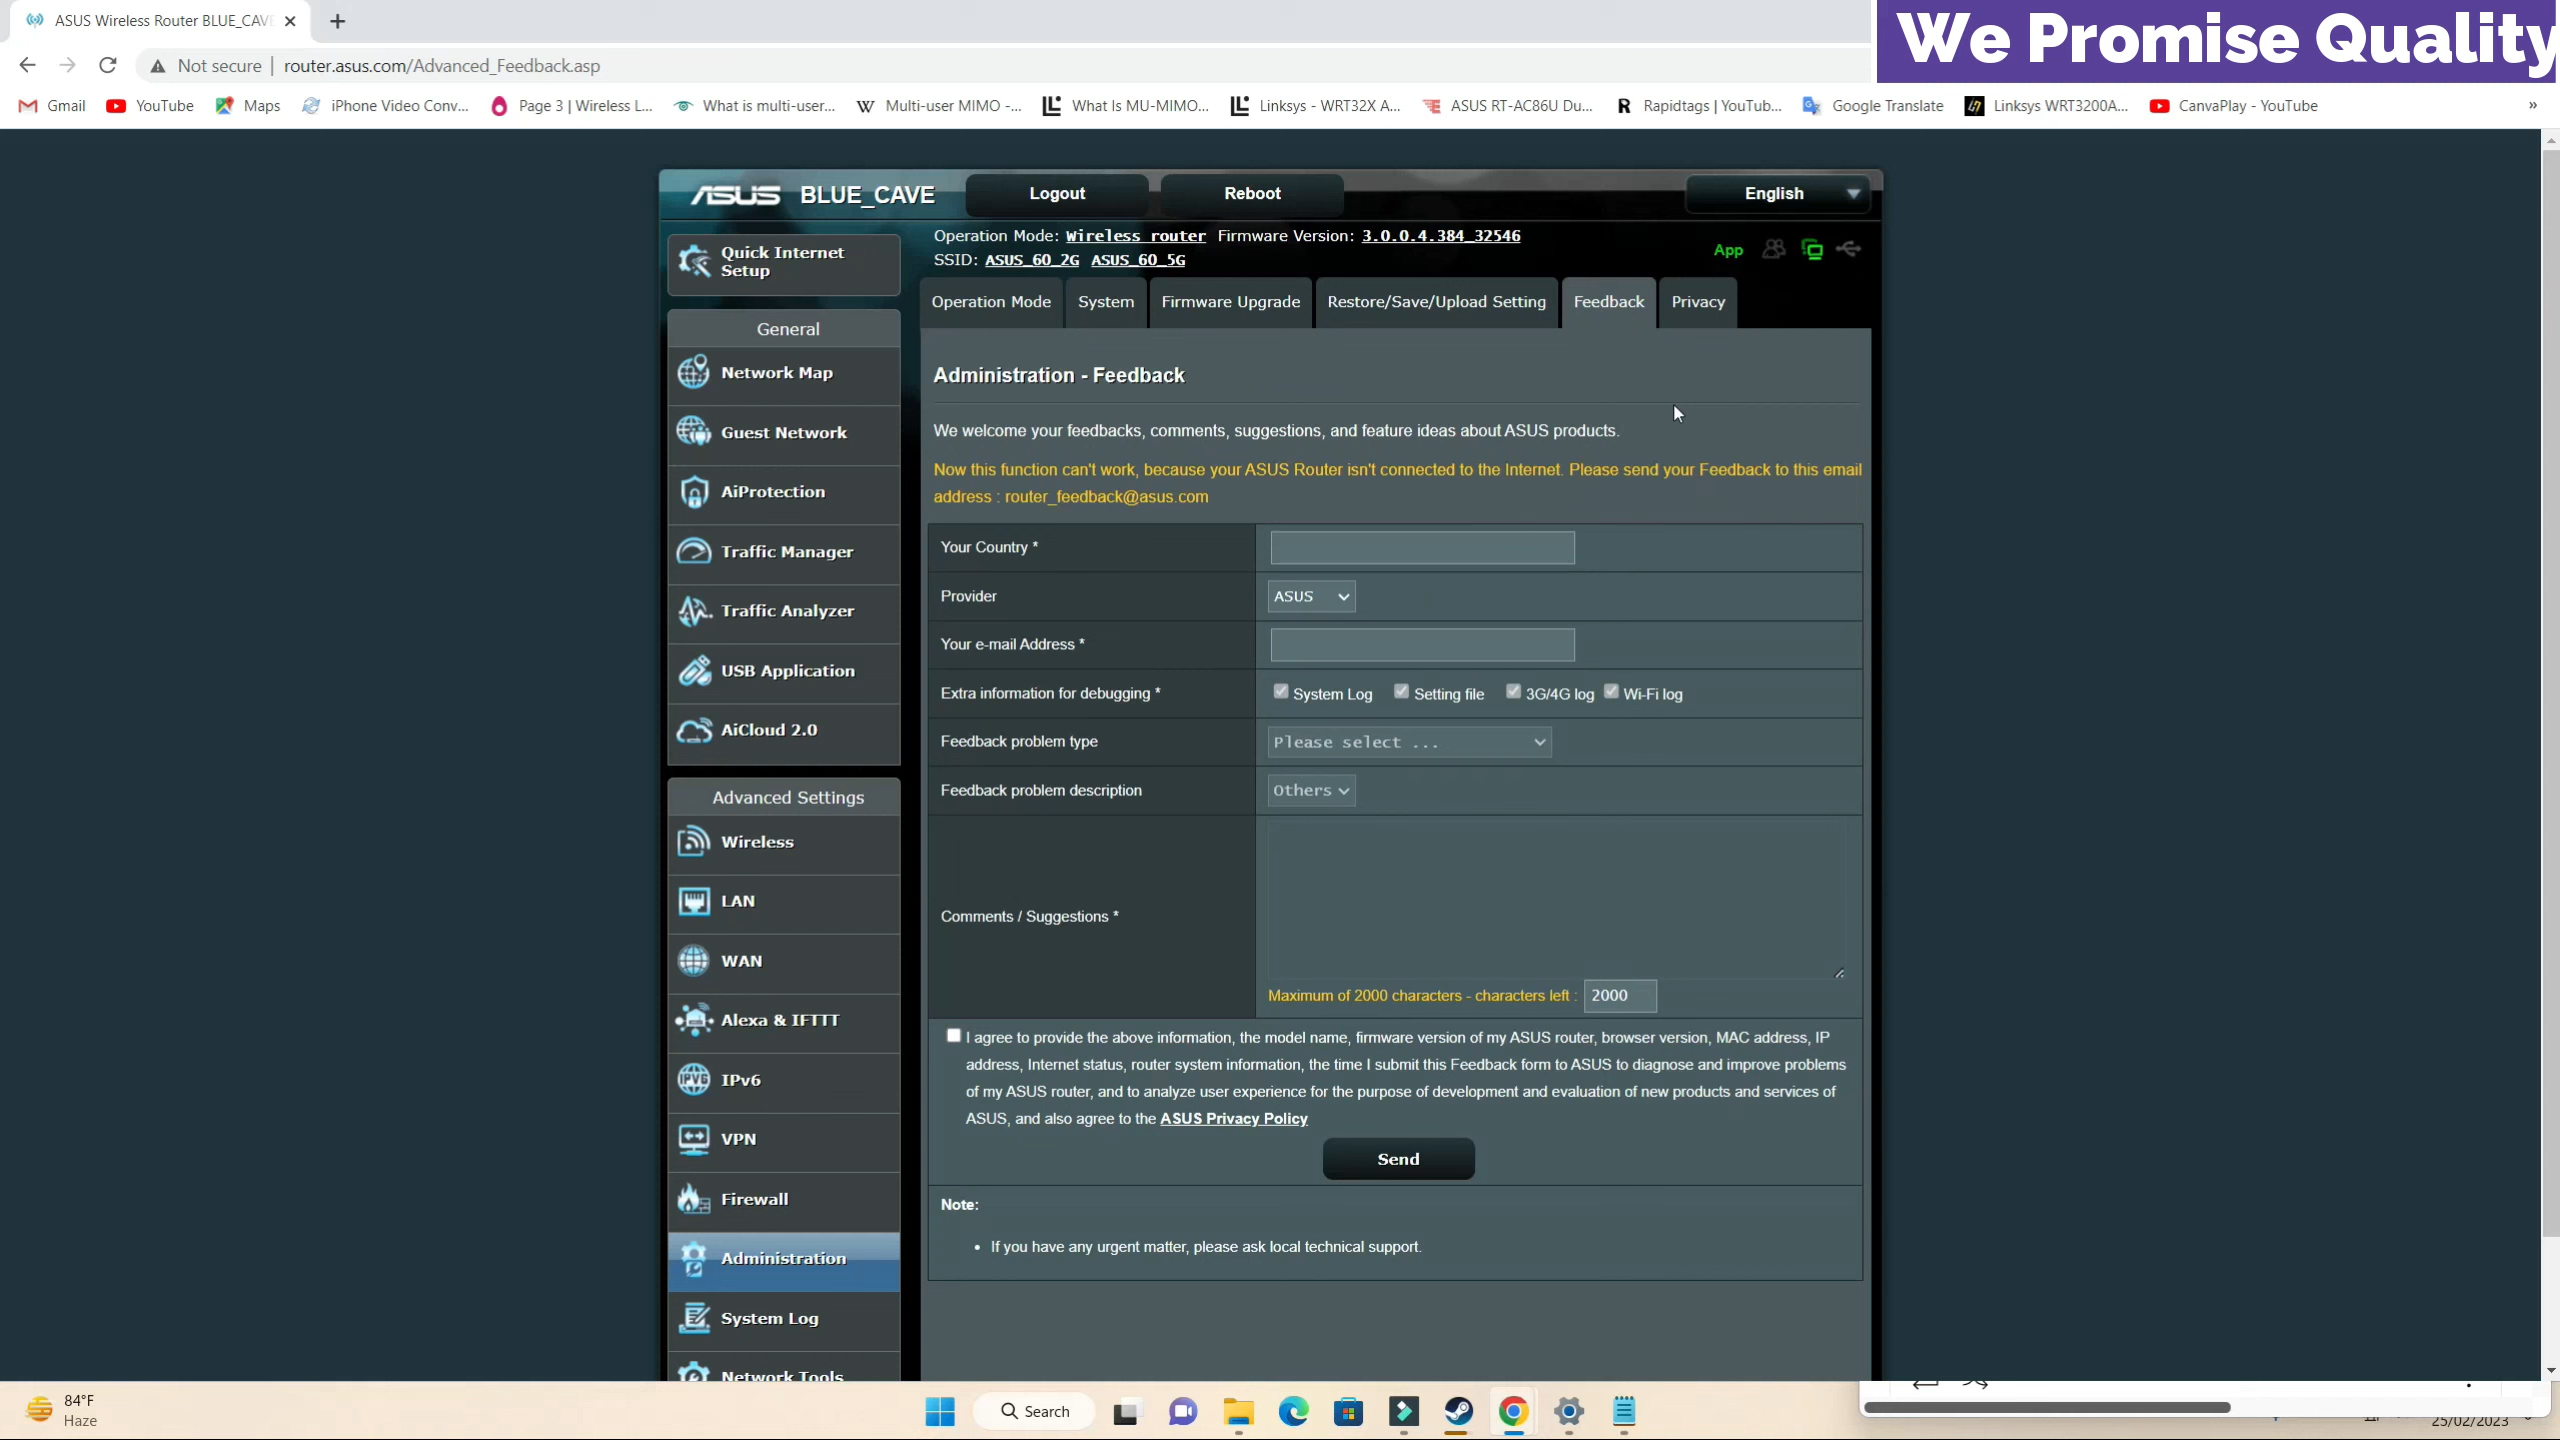 ASUS Wireless Router BLUE_CAVE
We Promise Quality
Not secure | router.asus.com/Advanced_Feedback.asp
Gmail YouTube Maps iPhone Video Conv... Page 3 | Wireless L... What is multi-user... Multi-user MIMO -... What Is MU-MIMO... Linksys - WRT32X A... ASUS RT-AC86U Du... Rapidtags | YouTub... Google Translate Linksys WRT3200A... CanvaPlay - YouTube »
ASUS BLUE_CAVE Logout Reboot English
Operation Mode: Wireless router Firmware Version: 3.0.0.4.384_32546
SSID: ASUS_60_2G ASUS_60_5G
App
Quick Internet
Setup
General
Network Map
Guest Network
AiProtection
Traffic Manager
Traffic Analyzer
USB Application
AiCloud 2.0
Advanced Settings
Wireless
LAN
WAN
Alexa & IFTTT
IPv6
VPN
Firewall
Administration
System Log
Network Tools
Operation Mode System Firmware Upgrade Restore/Save/Upload Setting Feedback Privacy
Administration - Feedback
We welcome your feedbacks, comments, suggestions, and feature ideas about ASUS products.
Now this function can't work, because your ASUS Router isn't connected to the Internet. Please send your Feedback to this email
address : router_feedback@asus.com
Your Country *
Provider ASUS
Your e-mail Address *
Extra information for debugging * System Log Setting file 3G/4G log Wi-Fi log
Feedback problem type Please select ...
Feedback problem description Others
Comments / Suggestions *
Maximum of 2000 characters - characters left : 2000
I agree to provide the above information, the model name, firmware version of my ASUS router, browser version, MAC address, IP
address, Internet status, router system information, the time I submit this Feedback form to ASUS to diagnose and improve problems
of my ASUS router, and to analyze user experience for the purpose of development and evaluation of new products and services of
ASUS, and also agree to the ASUS Privacy Policy
Send
Note:
• If you have any urgent matter, please ask local technical support.
84°F
Haze
Search
25/02/2023